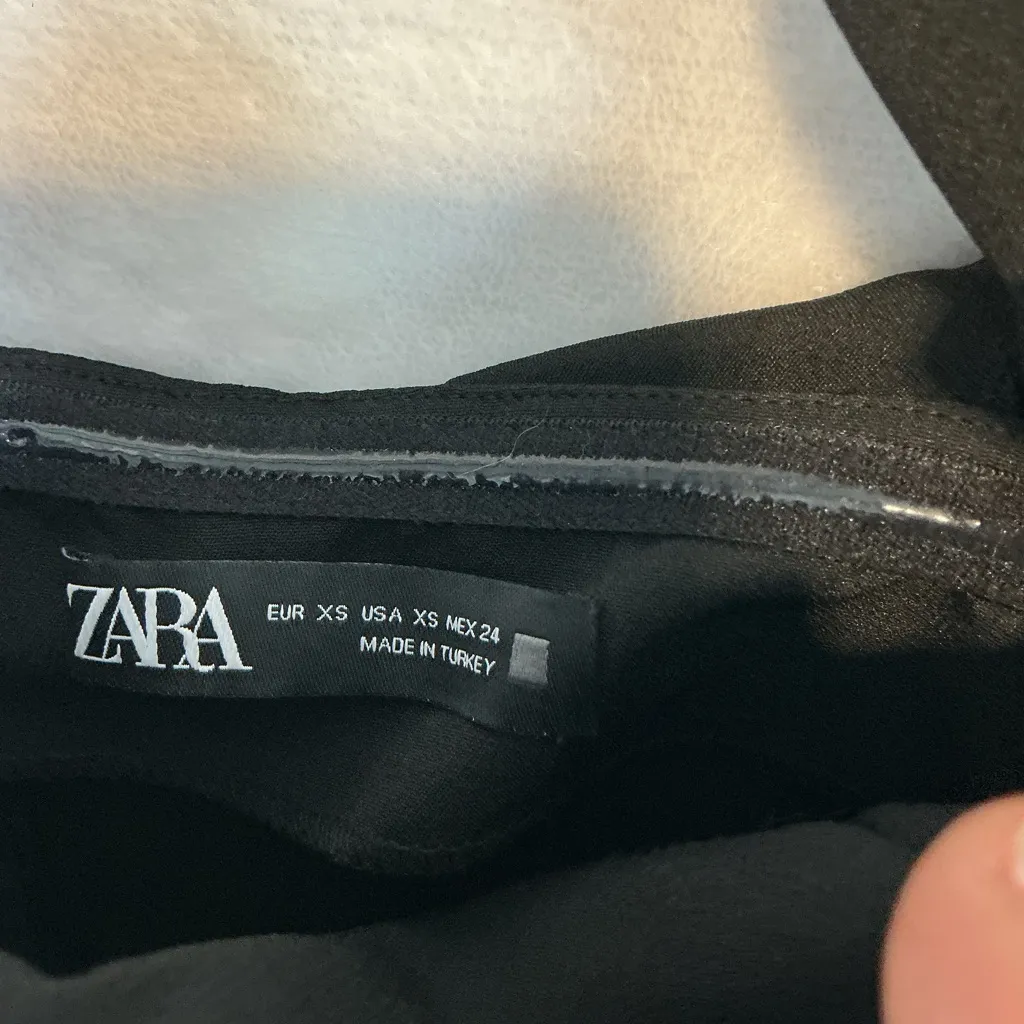 ZARA
EUR XS USA XS MEX 24
MADE IN TURKEY